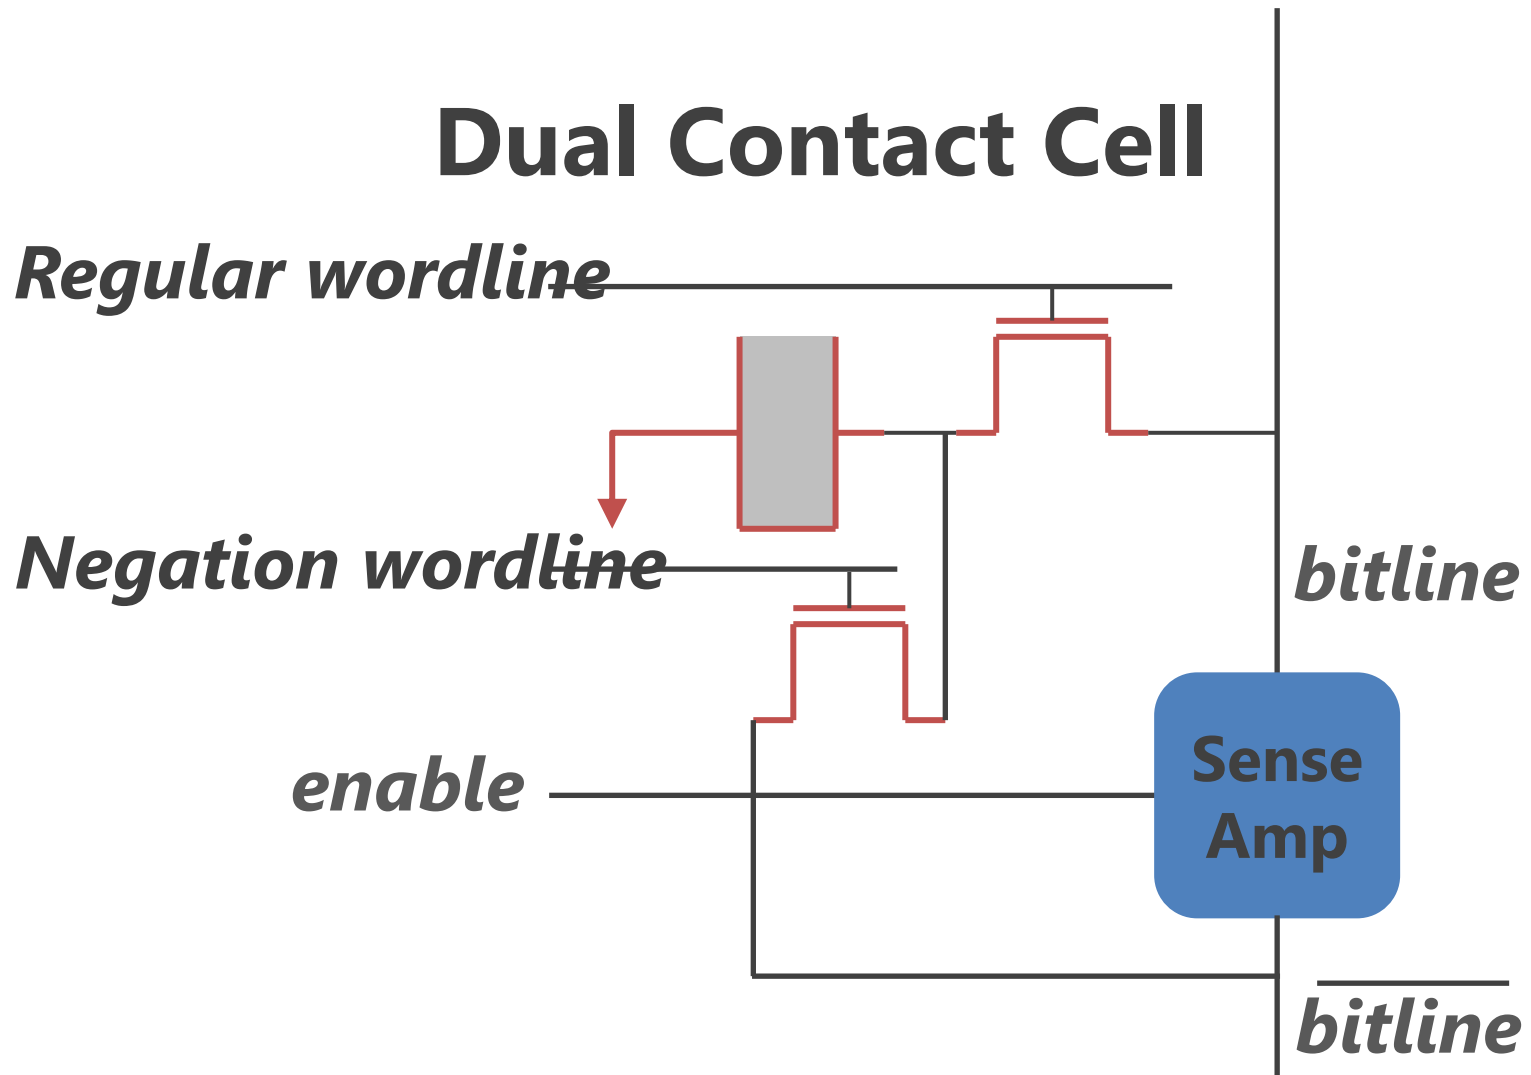 Dual Contact Cell
Regular wordline
Negation wordline
bitline
enable
Sense
Amp
bitline